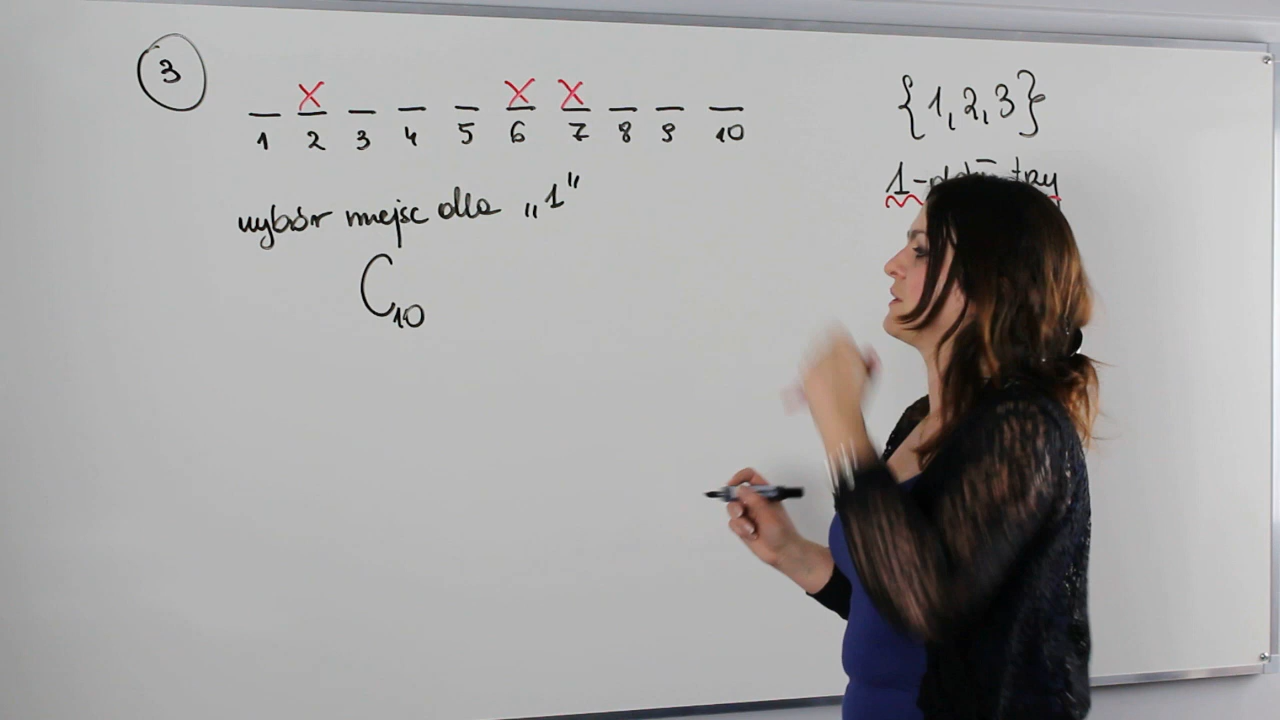 3
X X X
1 2 3 4 5 6 7 8 9 10
wybór miejsc dla „1”
C10
{1,2,3}
1-